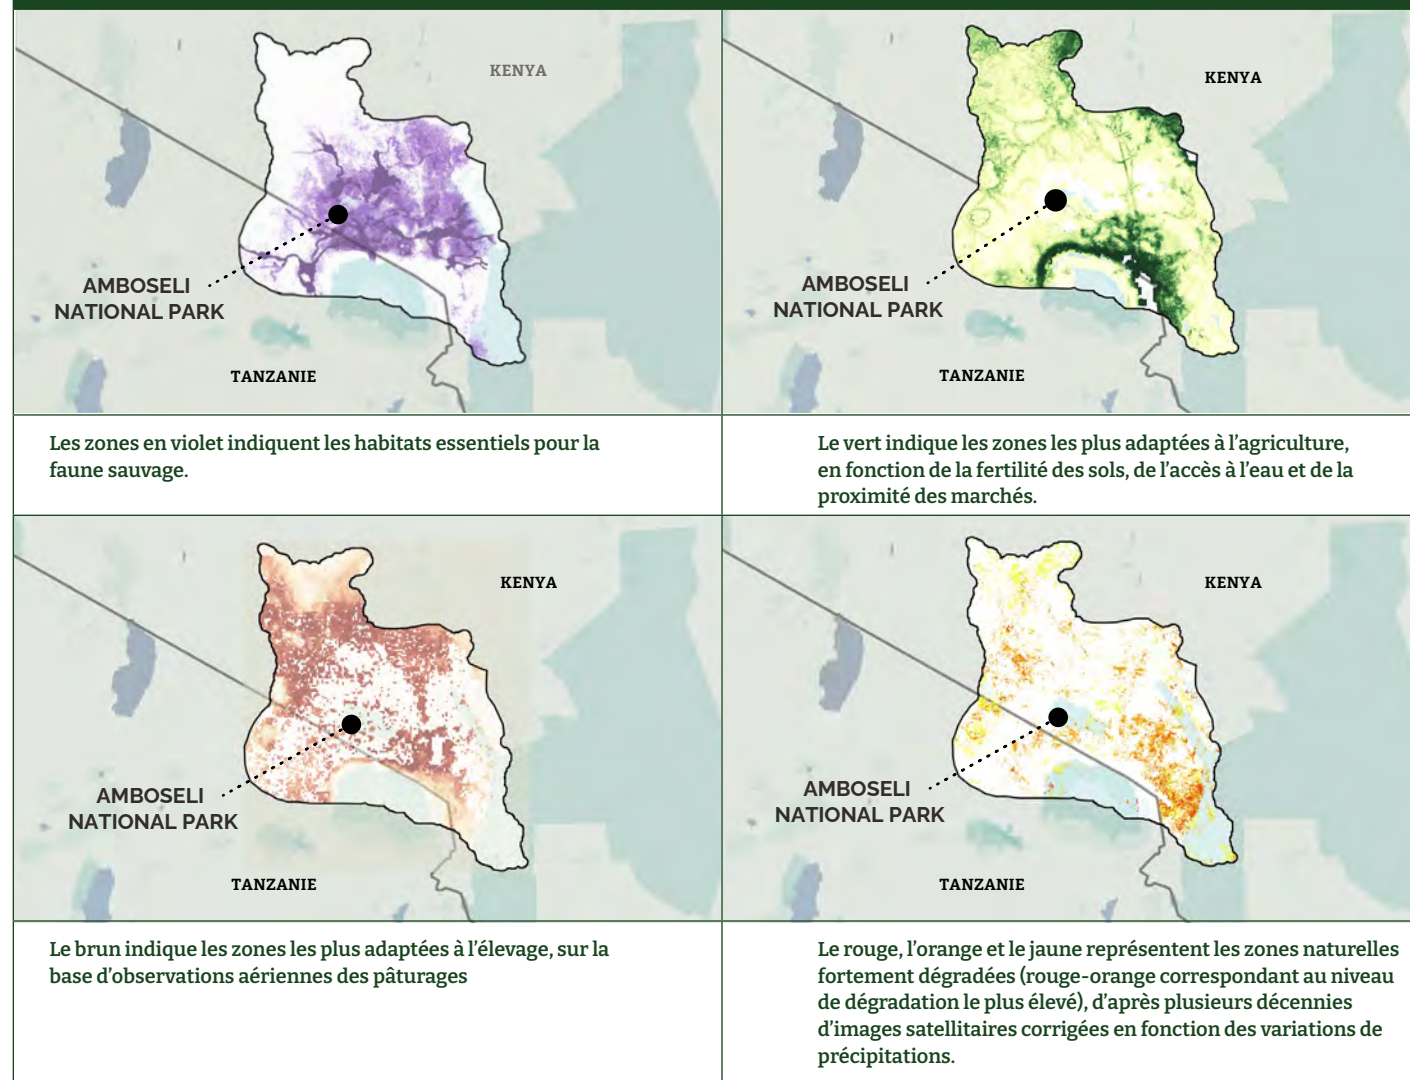 KENYA
AMBOSELI
NATIONAL PARK
TANZANIE
KENYA
AMBOSELI
NATIONAL PARK
TANZANIE
Les zones en violet indiquent les habitats essentiels pour la
faune sauvage.
Le vert indique les zones les plus adaptées à l’agriculture,
en fonction de la fertilité des sols, de l’accès à l’eau et de la
proximité des marchés.
KENYA
AMBOSELI
NATIONAL PARK
TANZANIE
KENYA
AMBOSELI
NATIONAL PARK
TANZANIE
Le brun indique les zones les plus adaptées à l’élevage, sur la
base d’observations aériennes des pâturages
Le rouge, l’orange et le jaune représentent les zones naturelles
fortement dégradées (rouge-orange correspondant au niveau
de dégradation le plus élevé), d’après plusieurs décennies
d’images satellitaires corrigées en fonction des variations de
précipitations.